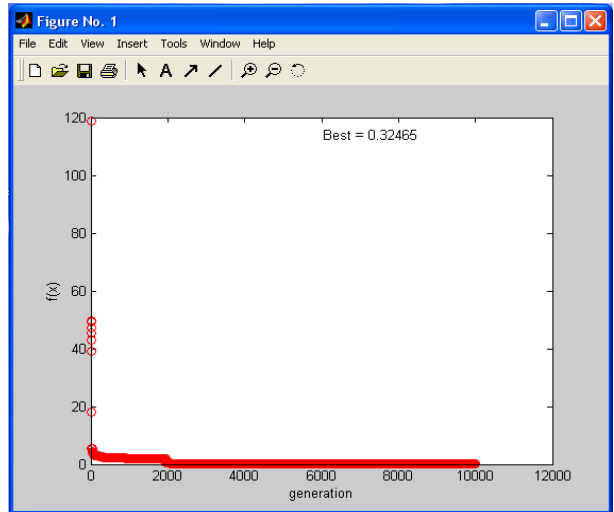 Figure No. 1
File Edit View Insert Tools Window Help
A
Best = 0.32465
120
100
80
60
40
20
0
f(x)
0 2000 4000 6000 8000 10000 12000
generation